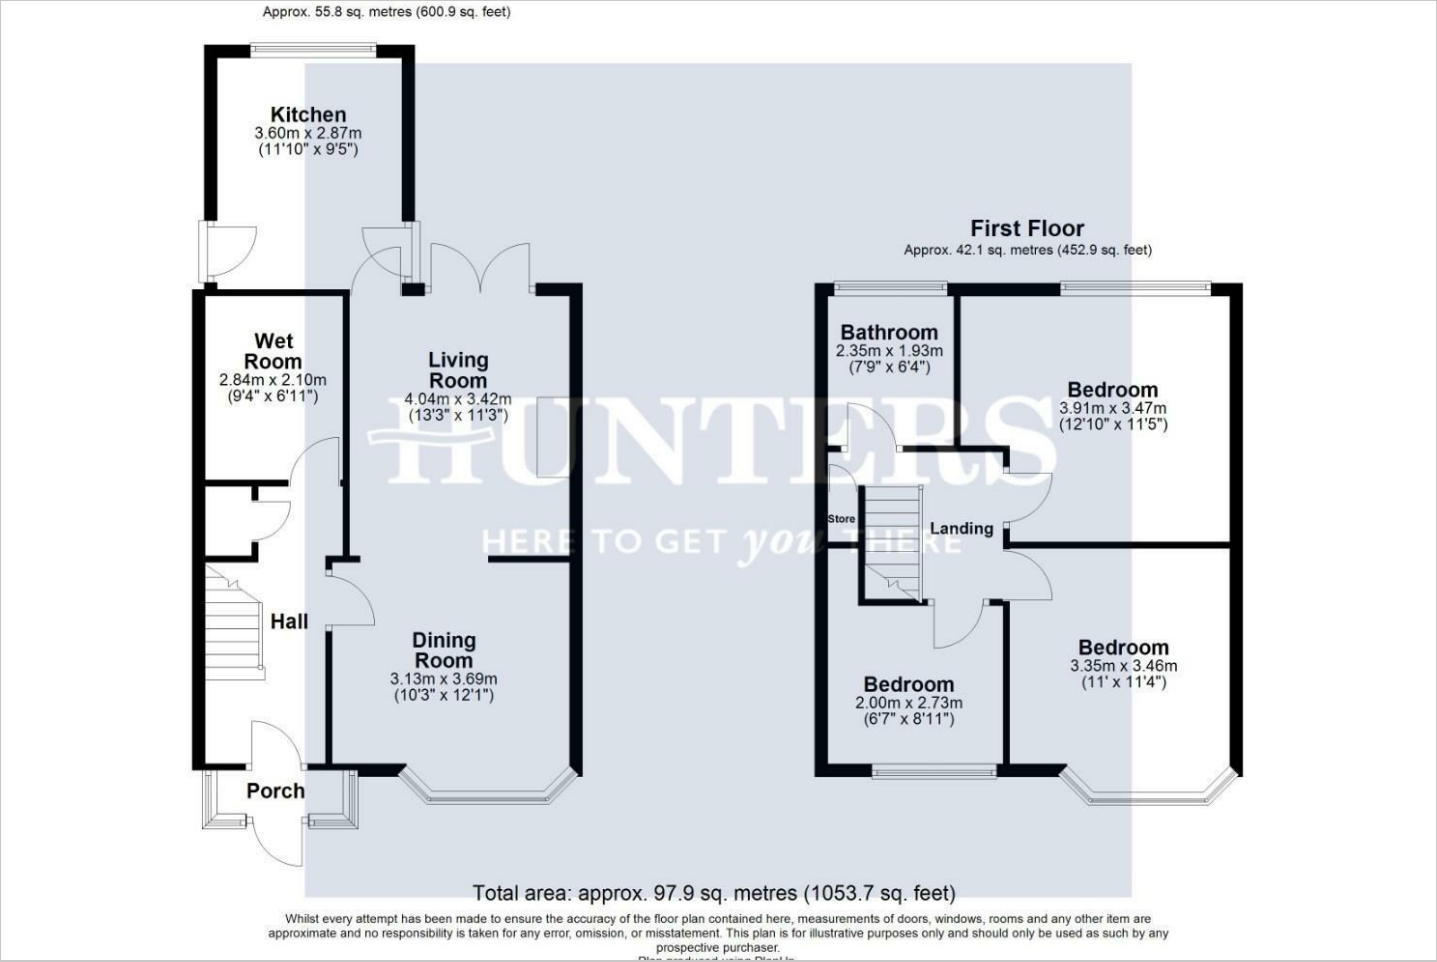 Approx. 55.8 sq. metres (600.9 sq. feet)
Kitchen
3.60m x 2.87m
(11'10" x 9'5")
First Floor
Approx. 42.1 sq. metres (452.9 sq. feet)
Wet
Room
2.84m x 2.10m
(9'4" x 6'11")
Living
Room
4.04m x 3.42m
(13'3" x 11'3")
Bathroom
2.35m x 1.93m
(7'9" x 6'4")
Bedroom
3.91m x 3.47m
(12'10" x 11'5")
HUNTERS
HERE TO GET you THERE
Store
Landing
Hall
Dining
Room
3.13m x 3.69m
(10'3" x 12'1")
Bedroom
2.00m x 2.73m
(6'7" x 8'11")
Bedroom
3.35m x 3.46m
(11' x 11'4")
Porch
Total area: approx. 97.9 sq. metres (1053.7 sq. feet)
Whilst every attempt has been made to ensure the accuracy of the floor plan contained here, measurements of doors, windows, rooms and any other item are
approximate and no responsibility is taken for any error, omission, or misstatement. This plan is for illustrative purposes only and should only be used as such by any
prospective purchaser.
Plan produced using PlanUp.